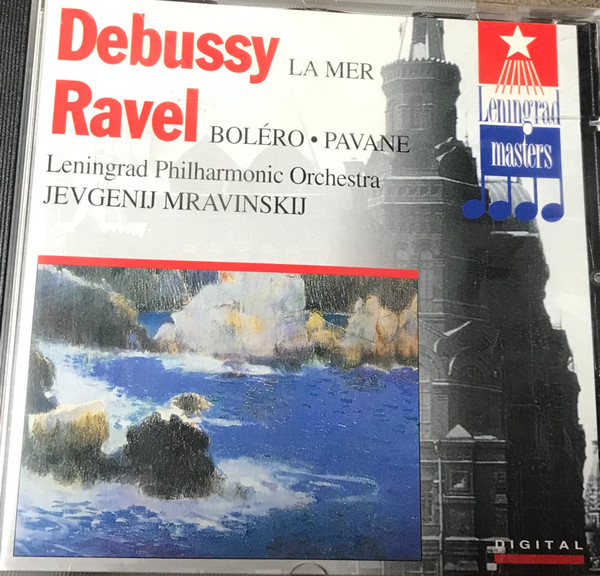 Debussy LA MER
Ravel BOLÉRO • PAVANE
Leningrad Philharmonic Orchestra
JEVGENIJ MRAVINSKIJ
Leningrad
masters
DIGITAL